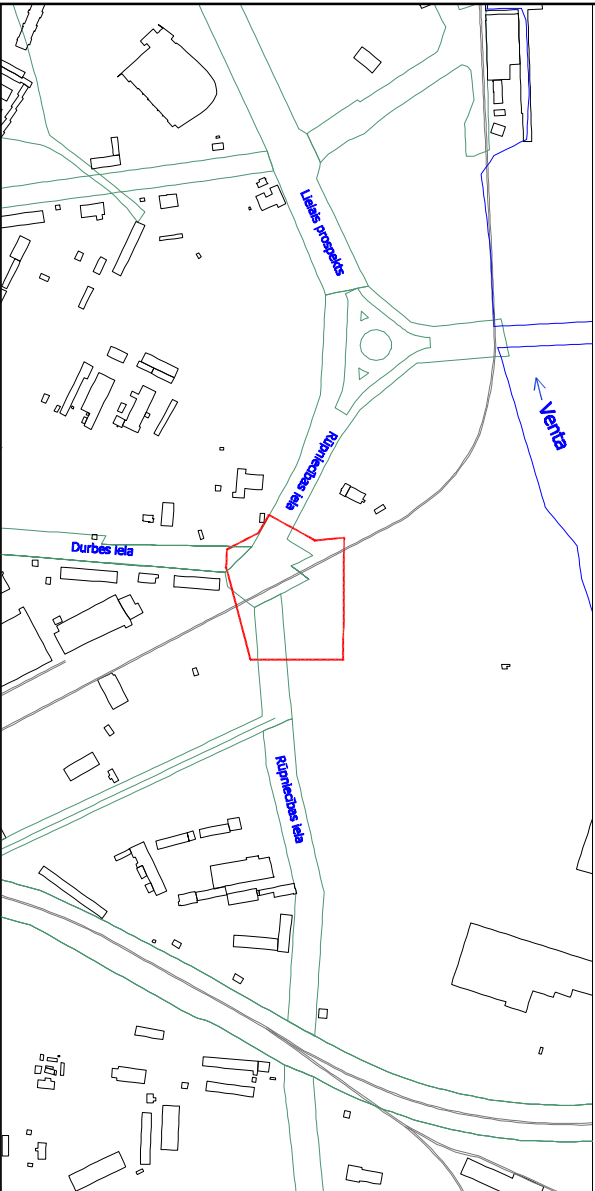 Lielais prospekts
Venta
Rūpniecības iela
Durbes iela
Rūpniecības iela